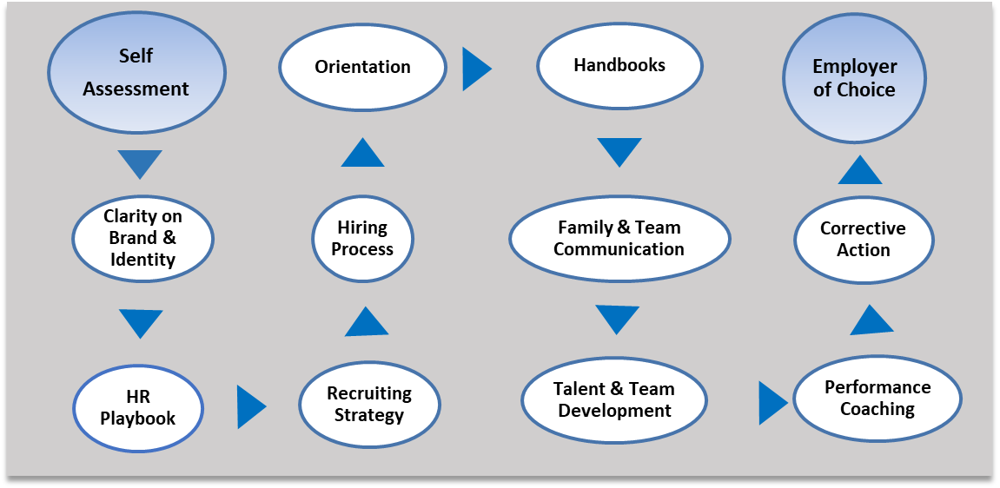 Self
Assessment
Clarity on
Brand &
Identity
HR
Playbook
Recruiting
Strategy
Hiring
Process
Orientation
Handbooks
Family & Team
Communication
Talent & Team
Development
Performance
Coaching
Corrective
Action
Employer
of Choice